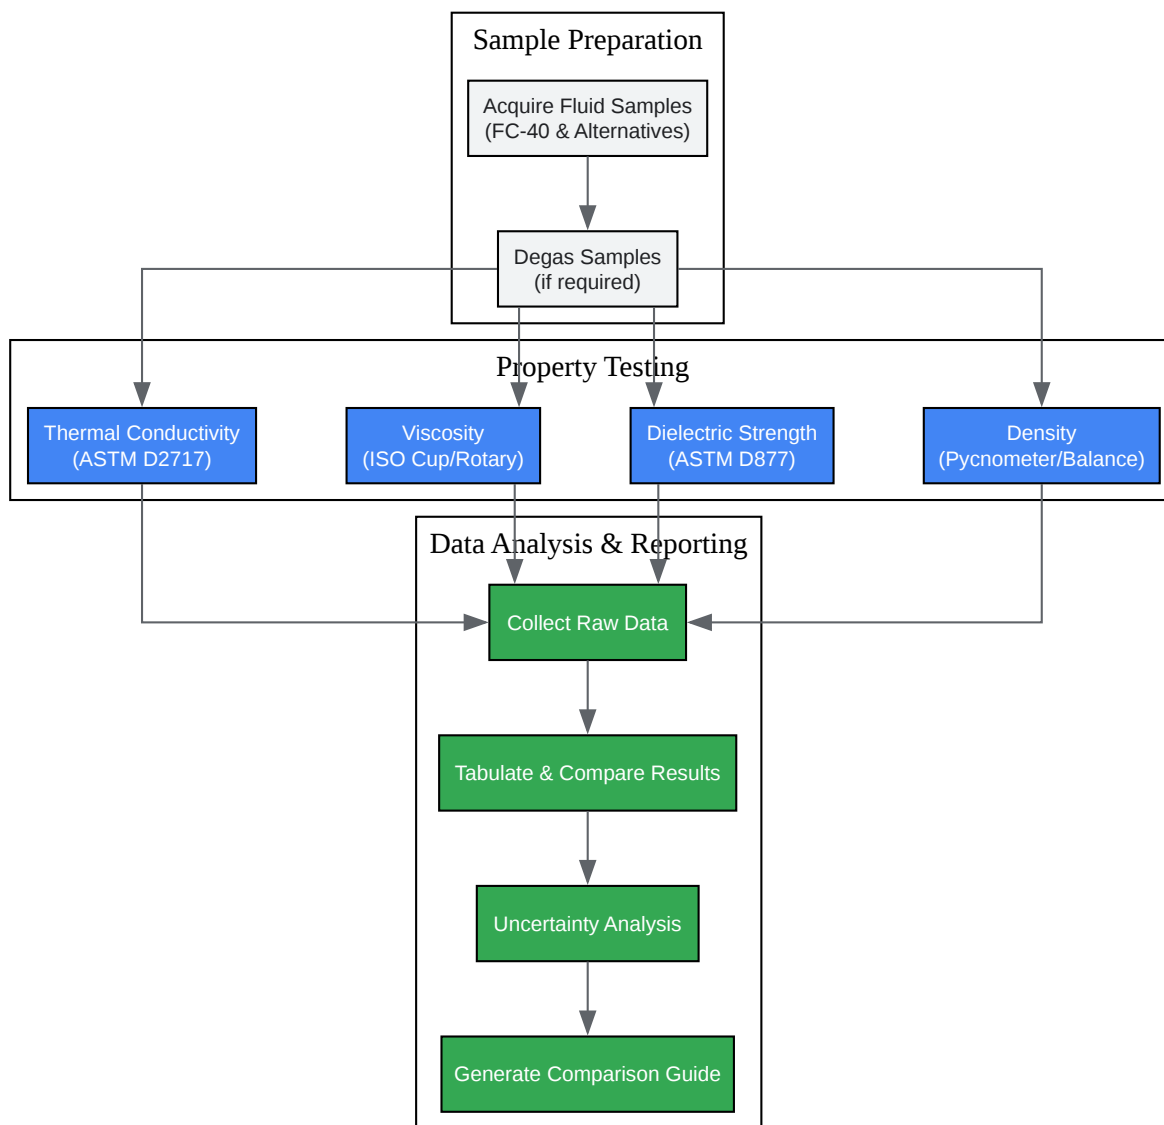 Sample Preparation
Acquire Fluid Samples
(FC-40 & Alternatives)
Degas Samples
(if required)
Property Testing
Thermal Conductivity
(ASTM D2717)
Viscosity
(ISO Cup/Rotary)
Dielectric Strength
(ASTM D877)
Density
(Pycnometer/Balance)
Data Analysis & Reporting
Collect Raw Data
Tabulate & Compare Results
Uncertainty Analysis
Generate Comparison Guide